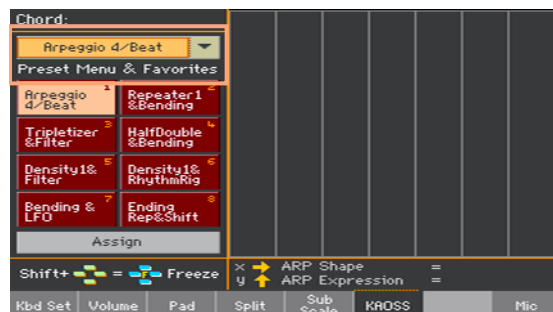 Chord:
Arpeggio 4/Beat
Preset Menu & Favorites
Arpeggio 4/Beat 1
Repeater1 &Bending 2
Tripletizer &Filter 3
HalfDouble &Bending 4
Density1& Filter 5
Density1& RhythmRig 6
Bending & LFO 7
Ending Rep&Shift 8
Assign
Shift+ = F Freeze
x ARP Shape =
y ARP Expression =
Kbd Set Volume Pad Split Sub Scale KAOSS Mic